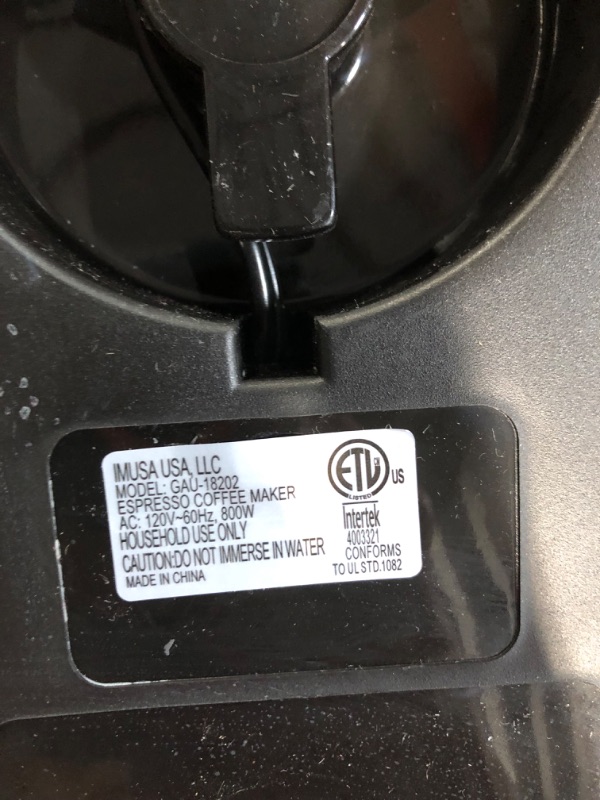 IMUSA USA, LLC
MODEL: GAU-18202
ESPRESSO COFFEE MAKER
AC: 120V~60Hz, 800W
HOUSEHOLD USE ONLY
CAUTION:DO NOT IMMERSE IN WATER
MADE IN CHINA
ETL
US
LISTED
Intertek
4003321
CONFORMS
TO UL STD.1082